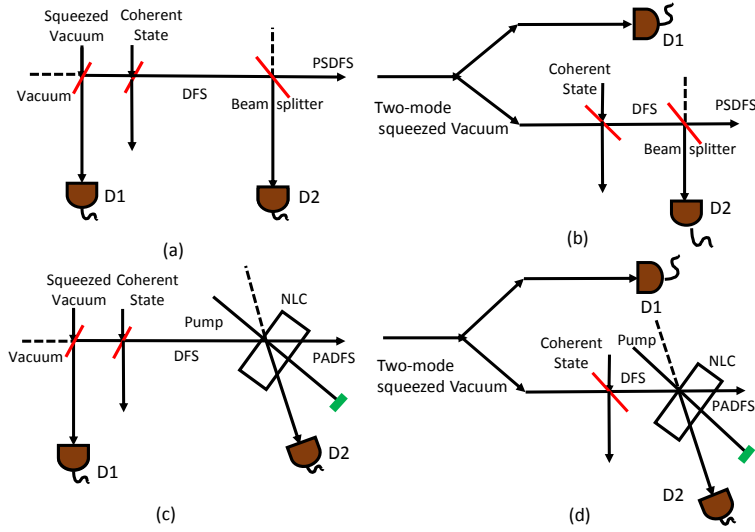 Squeezed
Vacuum
Coherent
State
Vacuum
DFS
Beam splitter
PSDFS
D1
D2
(a)
D1
Two-mode
squeezed Vacuum
Coherent
State
DFS
PSDFS
Beam splitter
D2
(b)
Squeezed
Vacuum
Coherent
State
Vacuum
DFS
Pump
NLC
PADFS
D1
D2
(c)
D1
Two-mode
squeezed Vacuum
Coherent
State
Pump
NLC
DFS
PADFS
D2
(d)